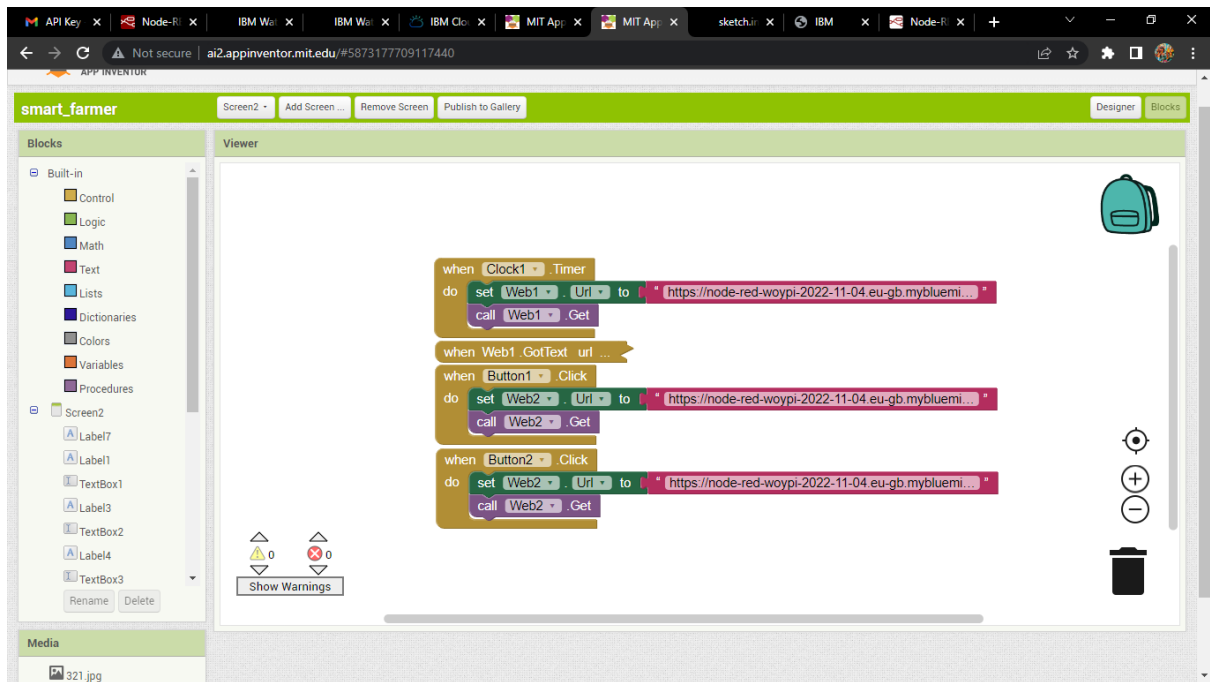 API Key
Node-R
IBM Wa
IBM Wa
IBM Clo
MIT App
MIT App
sketch.i
IBM
Node-R
Not secure | ai2.appinventor.mit.edu/#5873177709117440
APP INVENTOR
smart_farmer
Screen2
Add Screen ...
Remove Screen
Publish to Gallery
Designer
Blocks
Blocks
Viewer
Built-in
Control
Logic
Math
Text
Lists
Dictionaries
Colors
Variables
Procedures
Screen2
Label7
Label1
TextBox1
Label3
TextBox2
Label4
TextBox3
Rename
Delete
Media
321.jpg
when Clock1 .Timer
do set Web1 . Url to " https://node-red-woypi-2022-11-04.eu-gb.mybluemi... "
call Web1 .Get
when Web1 .GotText url ...
when Button1 .Click
do set Web2 . Url to " https://node-red-woypi-2022-11-04.eu-gb.mybluemi... "
call Web2 .Get
when Button2 .Click
do set Web2 . Url to " https://node-red-woypi-2022-11-04.eu-gb.mybluemi... "
call Web2 .Get
0
0
Show Warnings